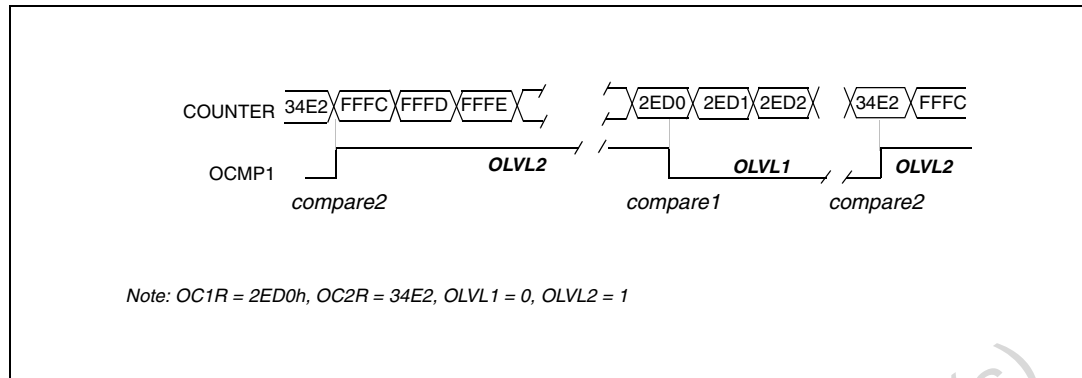 COUNTER 34E2 FFFC FFFD FFFE 2ED0 2ED1 2ED2 34E2 FFFC
OCMP1 OLVL2 OLVL1 OLVL2
compare2 compare1 compare2
Note: OC1R = 2ED0h, OC2R = 34E2, OLVL1 = 0, OLVL2 = 1